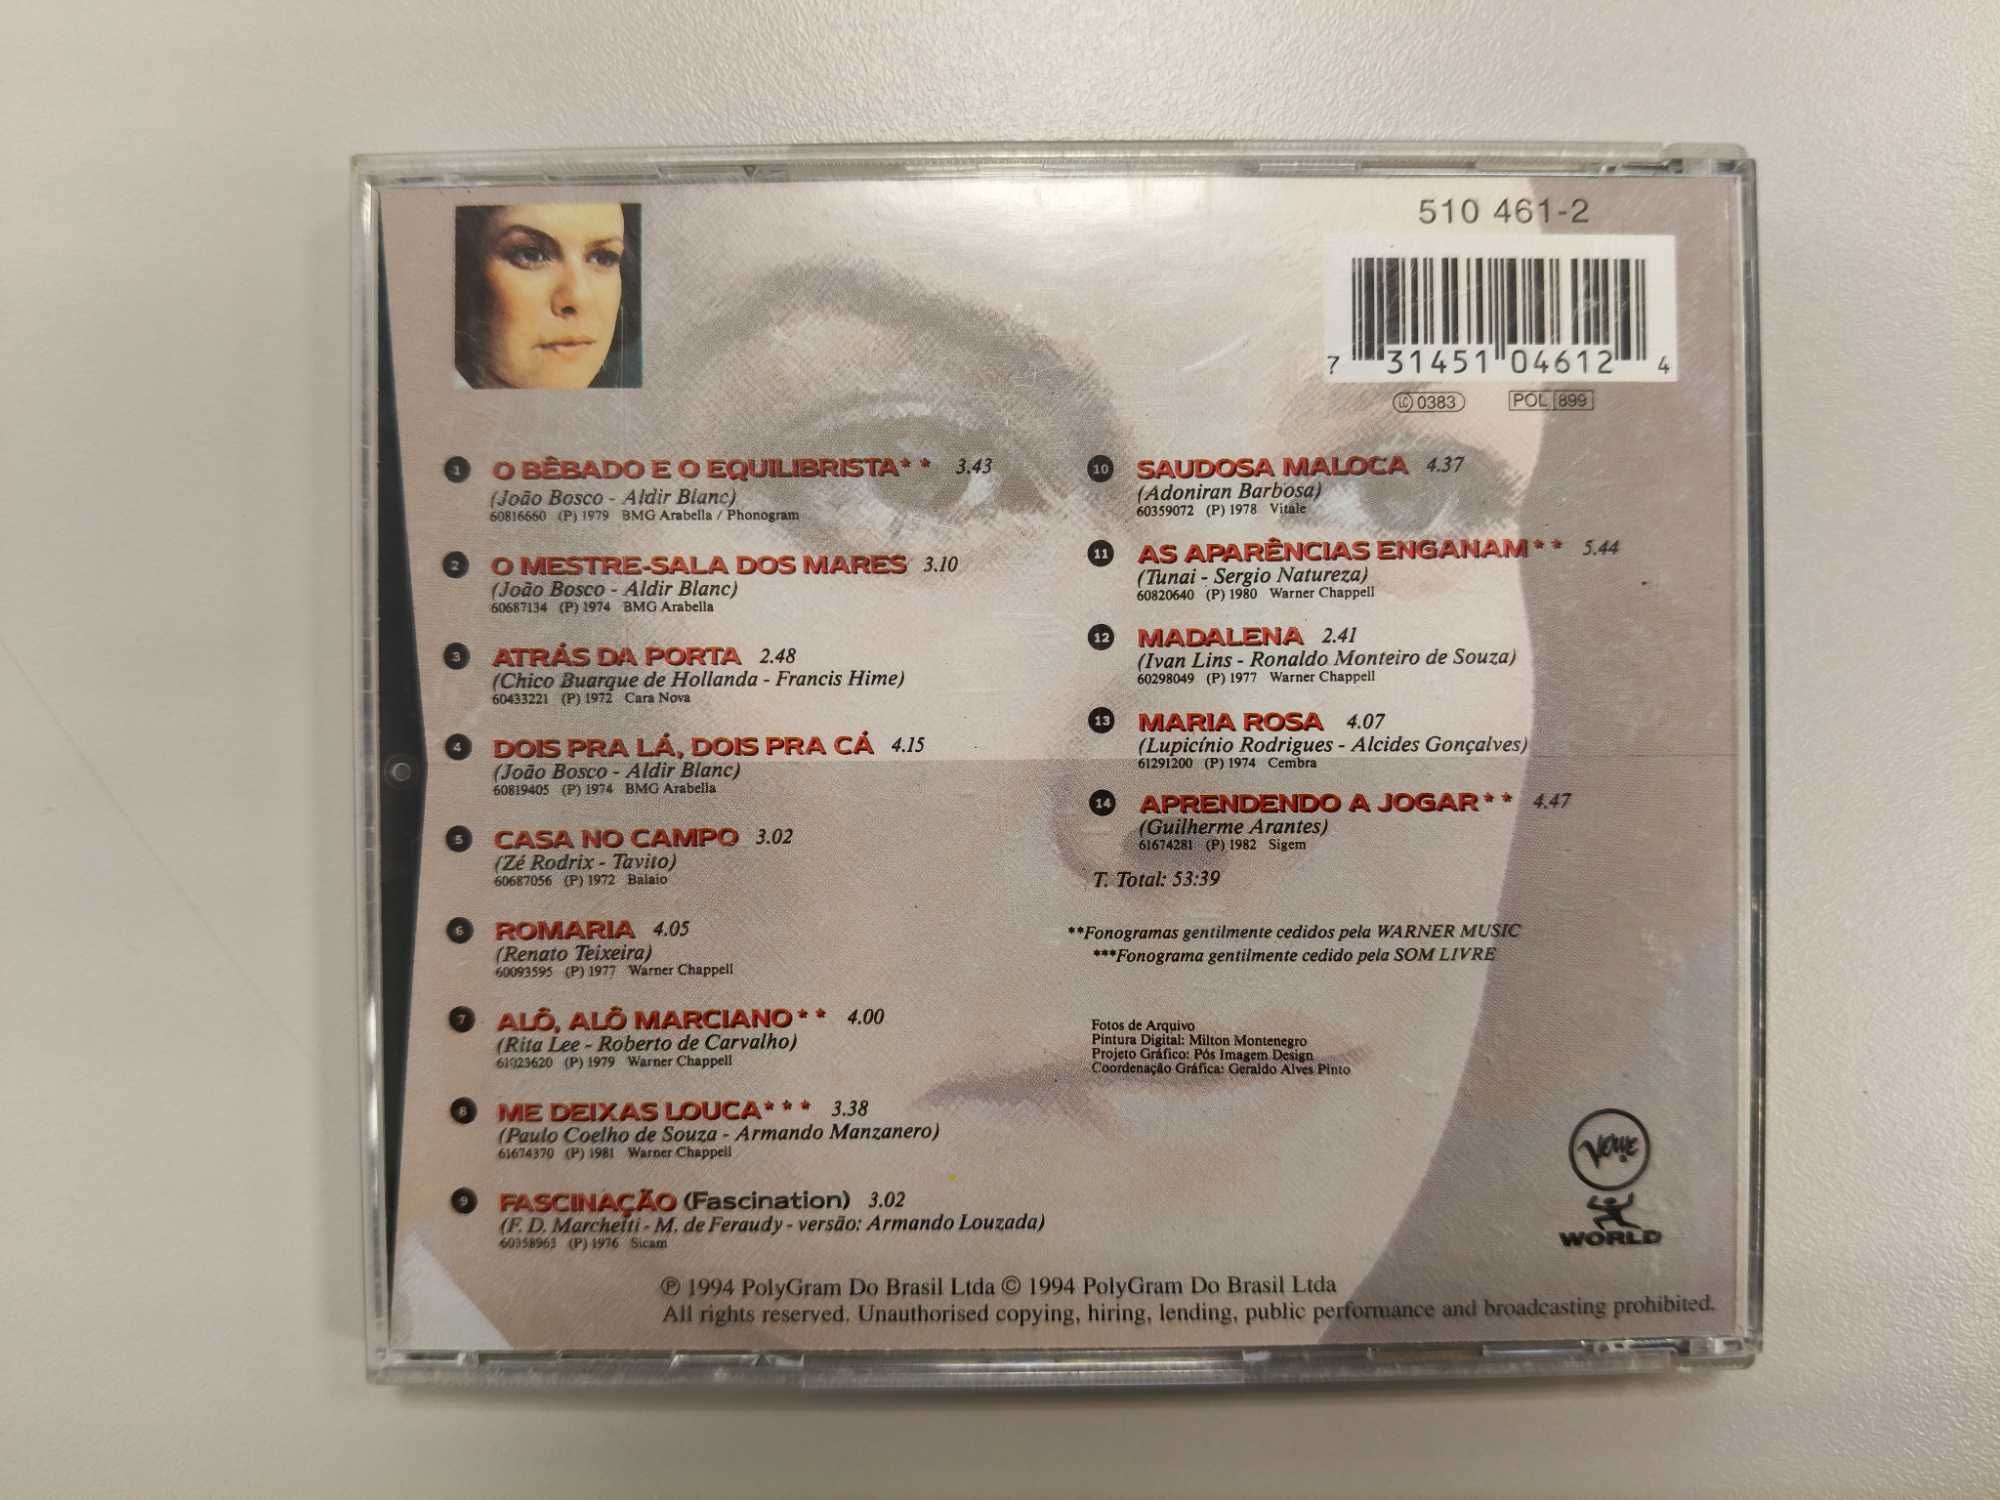 510 461-2
7 31451 04612 4
LC 0383 POL 899
1 O BÊBADO E O EQUILIBRISTA** 3.43
(João Bosco - Aldir Blanc)
60816660 (P) 1979 BMG Arabella / Phonogram
2 O MESTRE-SALA DOS MARES 3.10
(João Bosco - Aldir Blanc)
60687134 (P) 1974 BMG Arabella
3 ATRÁS DA PORTA 2.48
(Chico Buarque de Hollanda - Francis Hime)
60433221 (P) 1972 Cara Nova
4 DOIS PRA LÁ, DOIS PRA CÁ 4.15
(João Bosco - Aldir Blanc)
60819405 (P) 1974 BMG Arabella
5 CASA NO CAMPO 3.02
(Zé Rodrix - Tavito)
60687056 (P) 1972 Balaio
6 ROMARIA 4.05
(Renato Teixeira)
60093595 (P) 1977 Warner Chappell
7 ALÔ, ALÔ MARCIANO** 4.00
(Rita Lee - Roberto de Carvalho)
61023620 (P) 1979 Warner Chappell
8 ME DEIXAS LOUCA*** 3.38
(Paulo Coelho de Souza - Armando Manzanero)
61674370 (P) 1981 Warner Chappell
9 FASCINAÇÃO (Fascination) 3.02
(F. D. Marchetti - M. de Feraudy - versão: Armando Louzada)
60358963 (P) 1976 Sicam
10 SAUDOSA MALOCA 4.37
(Adoniran Barbosa)
60359072 (P) 1978 Vitale
11 AS APARÊNCIAS ENGANAM** 5.44
(Tunai - Sergio Natureza)
60820640 (P) 1980 Warner Chappell
12 MADALENA 2.41
(Ivan Lins - Ronaldo Monteiro de Souza)
60298049 (P) 1977 Warner Chappell
13 MARIA ROSA 4.07
(Lupicínio Rodrigues - Alcides Gonçalves)
61291200 (P) 1974 Cembra
14 APRENDENDO A JOGAR** 4.47
(Guilherme Arantes)
61674281 (P) 1982 Sigem
T. Total: 53:39
**Fonogramas gentilmente cedidos pela WARNER MUSIC
***Fonograma gentilmente cedido pela SOM LIVRE
Fotos de Arquivo
Pintura Digital: Milton Montenegro
Projeto Gráfico: Pós Imagem Design
Coordenação Gráfica: Geraldo Alves Pinto
Verve
WORLD
℗ 1994 PolyGram Do Brasil Ltda © 1994 PolyGram Do Brasil Ltda
All rights reserved. Unauthorised copying, hiring, lending, public performance and broadcasting prohibited.